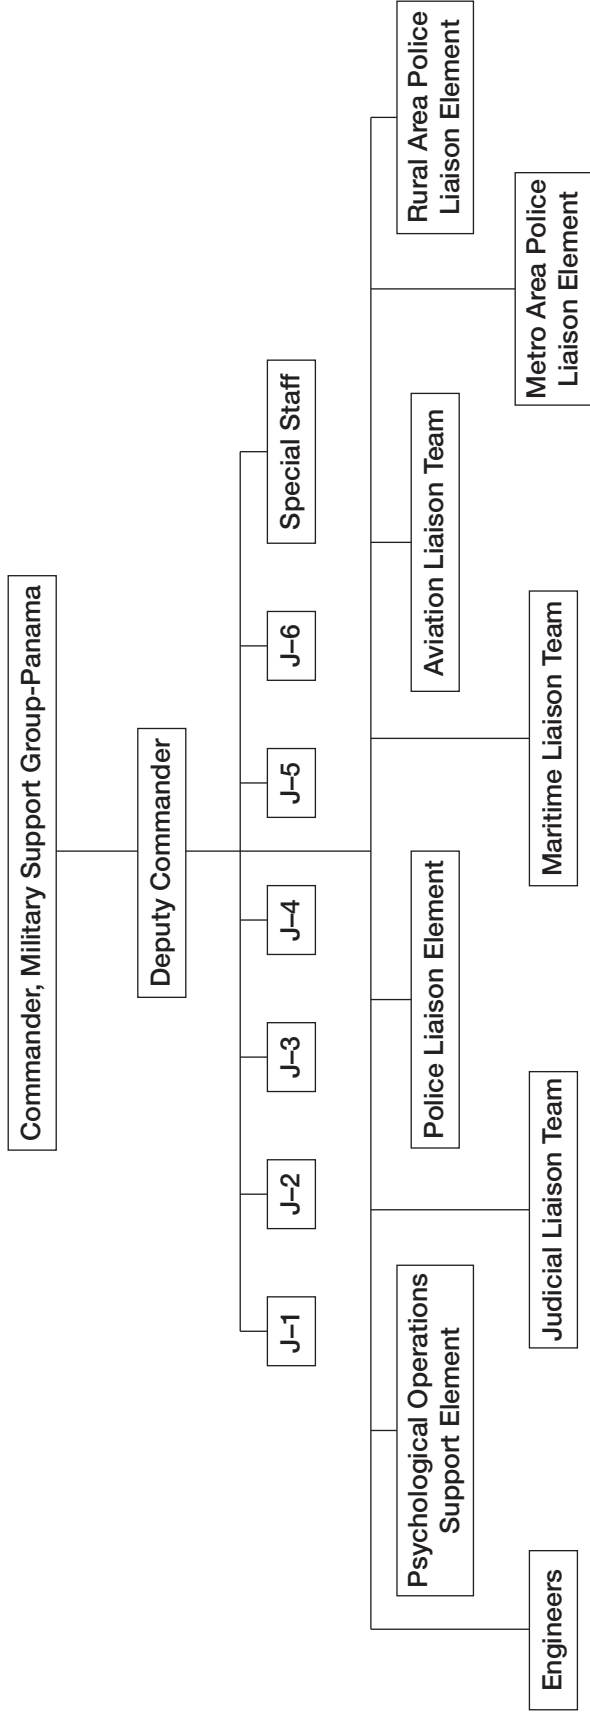 Commander, Military Support Group-Panama
Deputy Commander
J–1
J–2
J–3
J–4
J–5
J–6
Special Staff
Psychological Operations
Support Element
Police Liaison Element
Aviation Liaison Team
Rural Area Police
Liaison Element
Engineers
Judicial Liaison Team
Maritime Liaison Team
Metro Area Police
Liaison Element